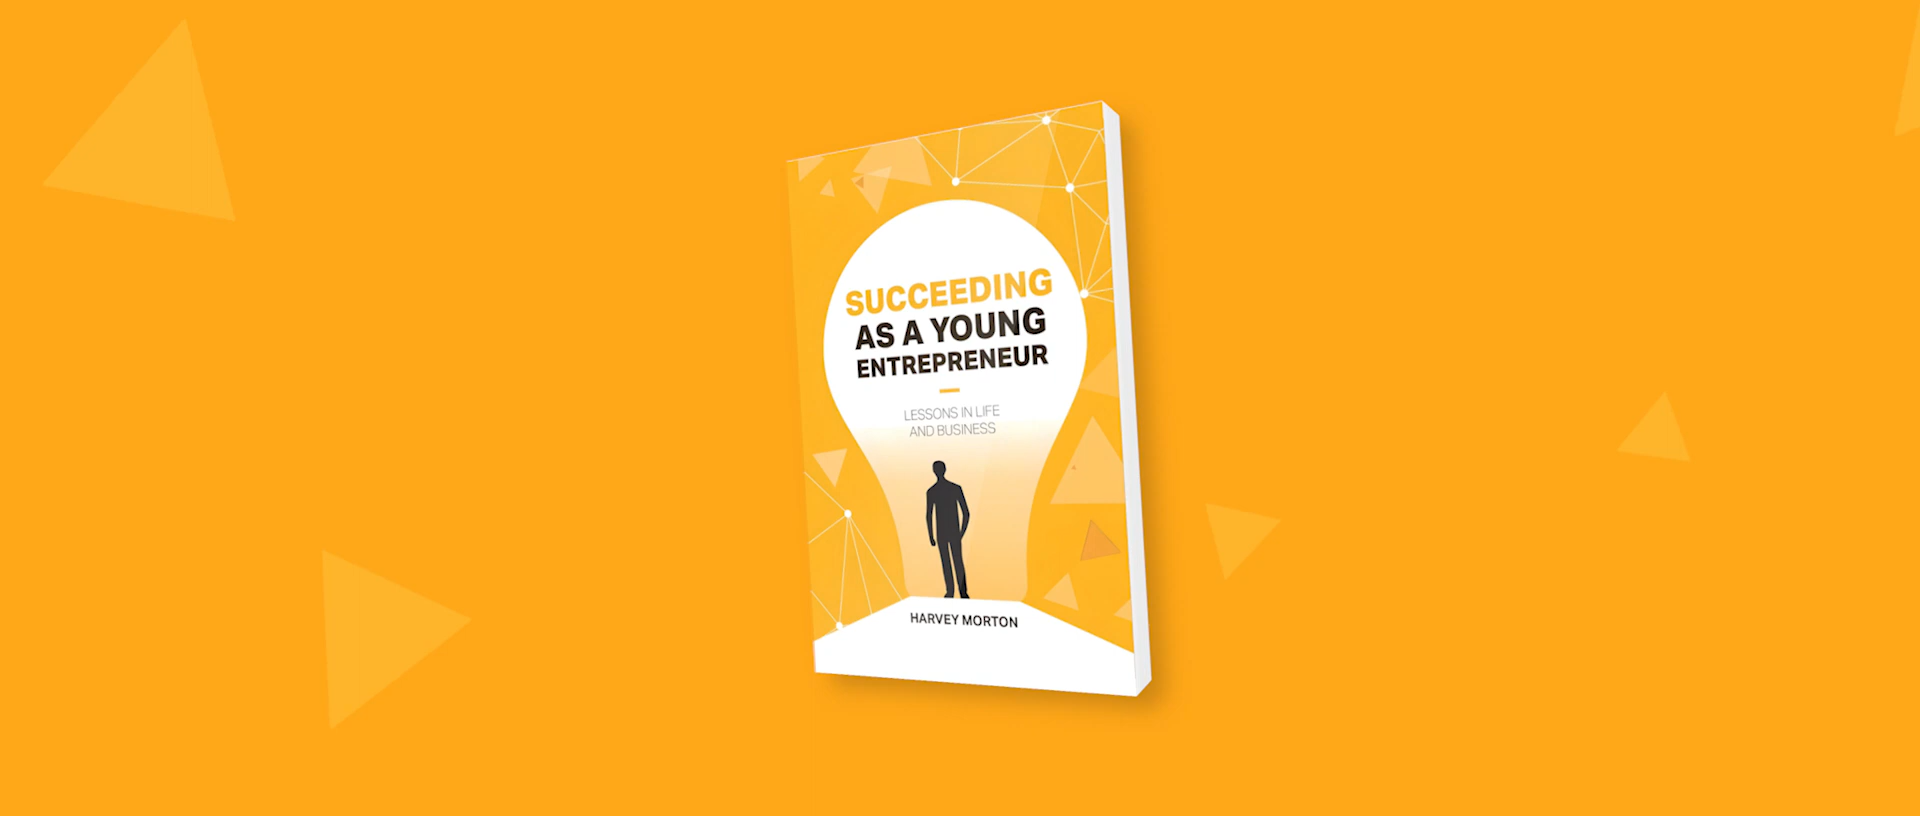 SUCCEEDING
AS A YOUNG
ENTREPRENEUR
LESSONS IN LIFE
AND BUSINESS
HARVEY MORTON